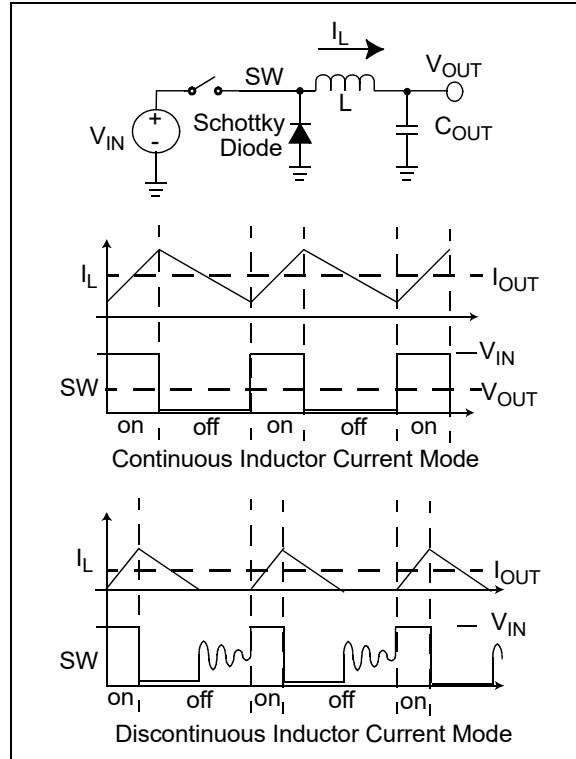 I_L
SW
V_OUT
L
Schottky
Diode
C_OUT
V_IN
+
-
I_L
I_OUT
V_IN
SW
V_OUT
on off on off on
Continuous Inductor Current Mode
I_L
I_OUT
V_IN
SW
on off on off on
Discontinuous Inductor Current Mode